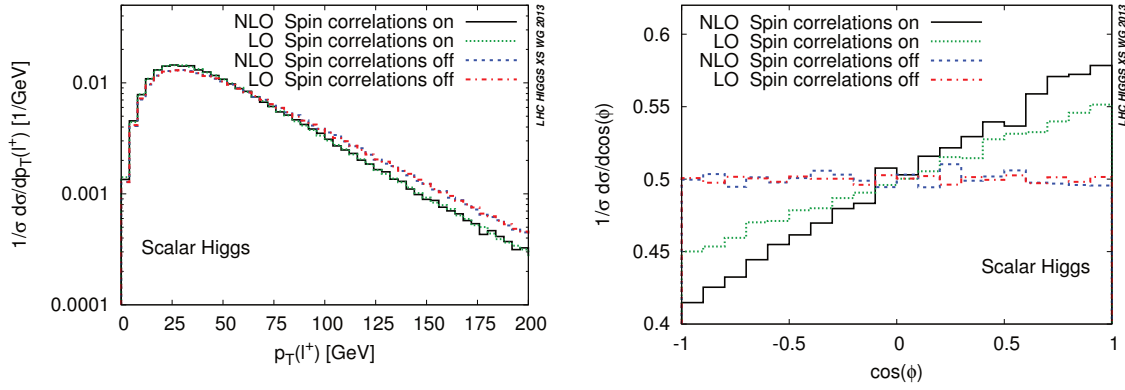 NLO Spin correlations on
LO Spin correlations on
NLO Spin correlations off
LO Spin correlations off
LHC HIGGS XS WG 2013
1/σ dσ/dp_T(l⁺) [1/GeV]
0.01
0.001
0.0001
Scalar Higgs
0 25 50 75 100 125 150 175 200
p_T(l⁺) [GeV]
NLO Spin correlations on
LO Spin correlations on
NLO Spin correlations off
LO Spin correlations off
LHC HIGGS XS WG 2013
1/σ dσ/dcos(ϕ)
0.6
0.55
0.5
0.45
0.4
Scalar Higgs
-1 -0.5 0 0.5 1
cos(ϕ)